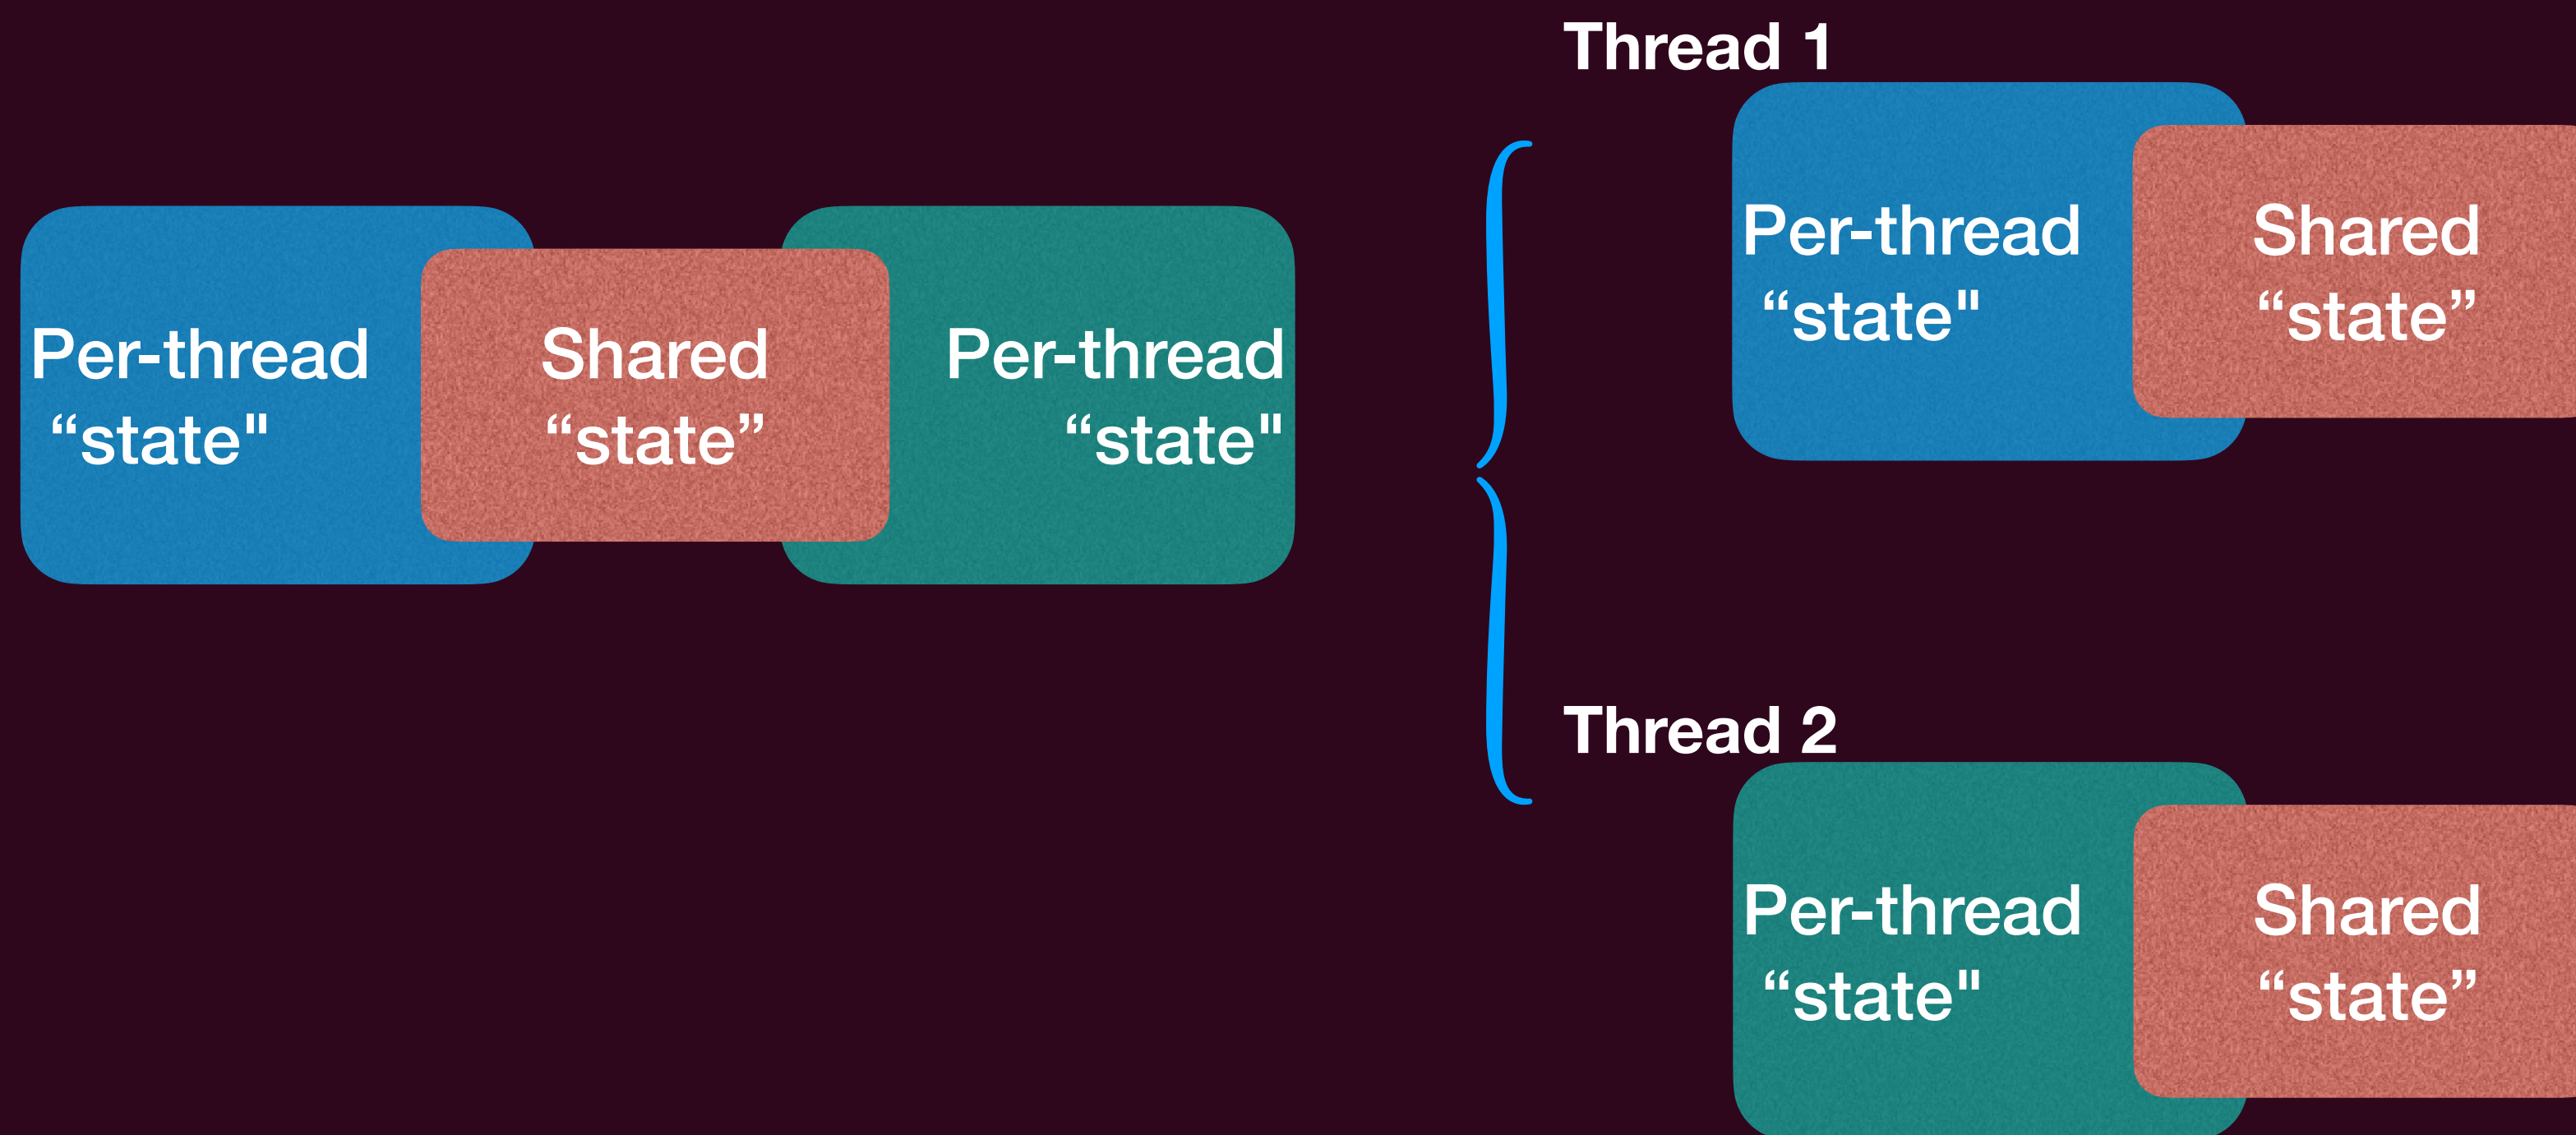 Per-thread
“state"
Shared
“state”
Per-thread
“state"
Thread 1
Per-thread
“state"
Shared
“state”
Thread 2
Per-thread
“state"
Shared
“state”